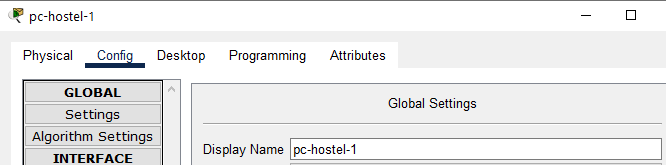 pc-hostel-1
Physical Config Desktop Programming Attributes
GLOBAL
Settings
Algorithm Settings
INTERFACE
Global Settings
Display Name pc-hostel-1